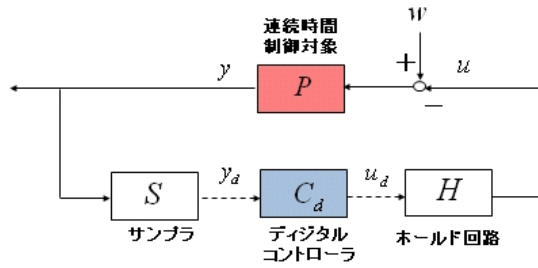 連続時間
制御対象
w
y
P
+
u
−
S
y_d
C_d
u_d
H
サンプラ
ディジタル
コントローラ
ホールド回路